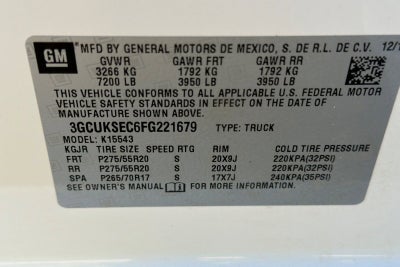 GM
MFD BY GENERAL MOTORS DE MEXICO, S. DE R.L. DE C.V. 12/1
GVWR GAWR FRT GAWR RR
3266 KG 1792 KG 1792 KG
7200 LB 3950 LB 3950 LB
THIS VEHICLE CONFORMS TO ALL APPLICABLE U.S. FEDERAL MOTOR
VEHICLE SAFETY STANDARDS IN EFFECT ON THE DATE OF
MANUFACTURE SHOWN ABOVE.
3GCUKSEC6FG221679 TYPE: TRUCK
MODEL: K15543
KGJR TIRE SIZE SPEED RTG RIM COLD TIRE PRESSURE
FRT P275/55R20 S 20X9J 220KPA(32PSI)
RR P275/55R20 S 20X9J 220KPA(32PSI)
SPA P265/70R17 S 17X7J 240KPA(35PSI)
SEE OWNER'S MANUAL FOR MORE INFORMATION.